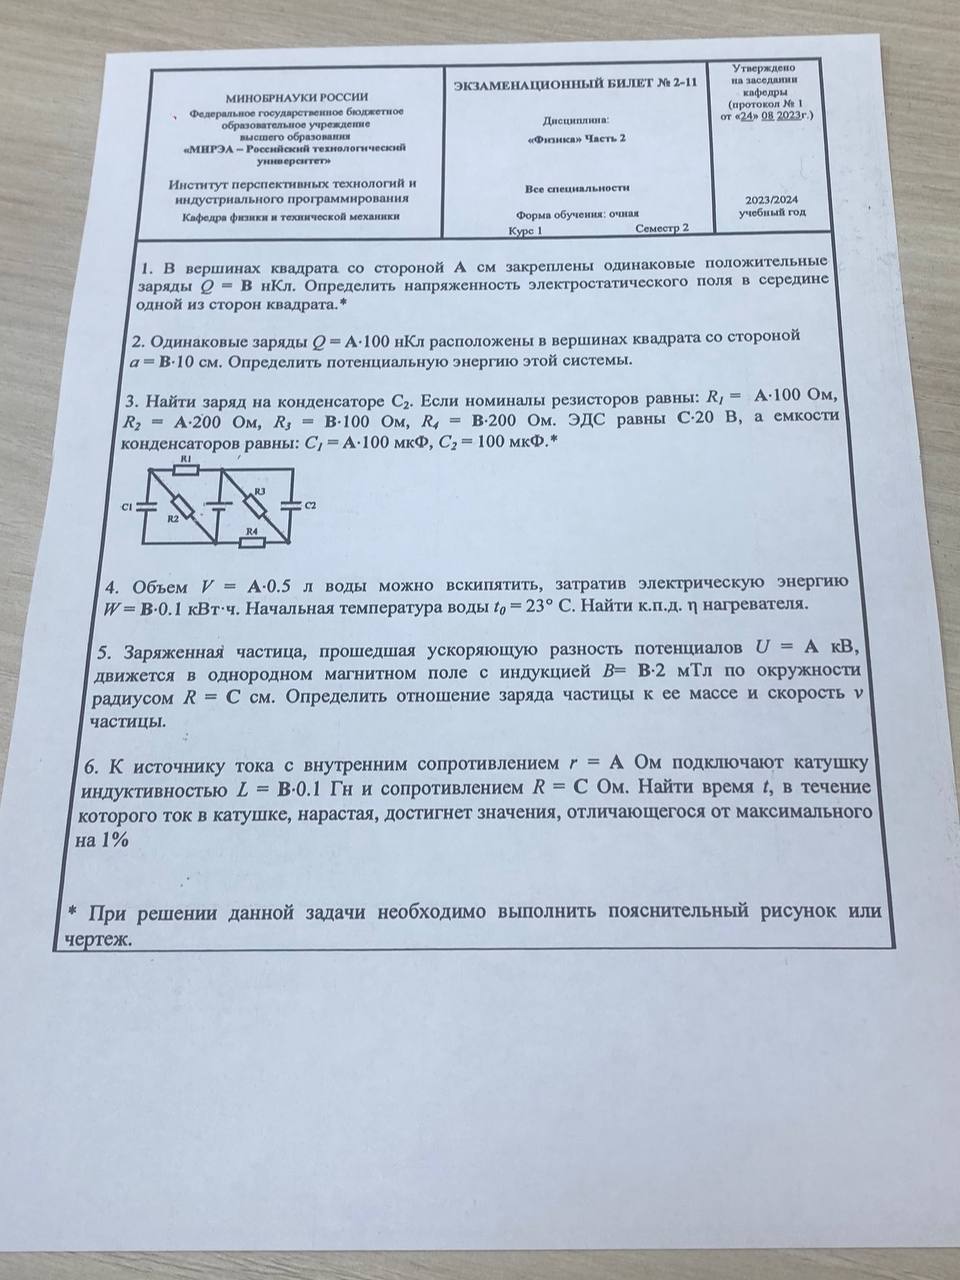 МИНОБРНАУКИ РОССИИ
Федеральное государственное бюджетное
образовательное учреждение
высшего образования
«МИРЭА – Российский технологический
университет»
Институт перспективных технологий и
индустриального программирования
Кафедра физики и технической механики
ЭКЗАМЕНАЦИОННЫЙ БИЛЕТ № 2-11
Дисциплина:
«Физика» Часть 2
Все специальности
Форма обучения: очная
Курс 1 Семестр 2
Утверждено
на заседании
кафедры
(протокол № 1
от «24» 08 2023г.)
2023/2024
учебный год
1. В вершинах квадрата со стороной А см закреплены одинаковые положительные
заряды Q = В нКл. Определить напряженность электростатического поля в середине
одной из сторон квадрата.*
2. Одинаковые заряды Q = А·100 нКл расположены в вершинах квадрата со стороной
a = В·10 см. Определить потенциальную энергию этой системы.
3. Найти заряд на конденсаторе С2. Если номиналы резисторов равны: R1 = А·100 Ом,
R2 = А·200 Ом, R3 = В·100 Ом, R4 = В·200 Ом. ЭДС равны С·20 В, а емкости
конденсаторов равны: C1 = А·100 мкФ, C2 = 100 мкФ.*
R1
C1
R2
R3
C2
R4
4. Объем V = А·0.5 л воды можно вскипятить, затратив электрическую энергию
W = В·0.1 кВт·ч. Начальная температура воды t0 = 23° С. Найти к.п.д. η нагревателя.
5. Заряженная частица, прошедшая ускоряющую разность потенциалов U = А кВ,
движется в однородном магнитном поле с индукцией B= В·2 мТл по окружности
радиусом R = С см. Определить отношение заряда частицы к ее массе и скорость v
частицы.
6. К источнику тока с внутренним сопротивлением r = А Ом подключают катушку
индуктивностью L = В·0.1 Гн и сопротивлением R = С Ом. Найти время t, в течение
которого ток в катушке, нарастая, достигнет значения, отличающегося от максимального
на 1%
* При решении данной задачи необходимо выполнить пояснительный рисунок или
чертеж.